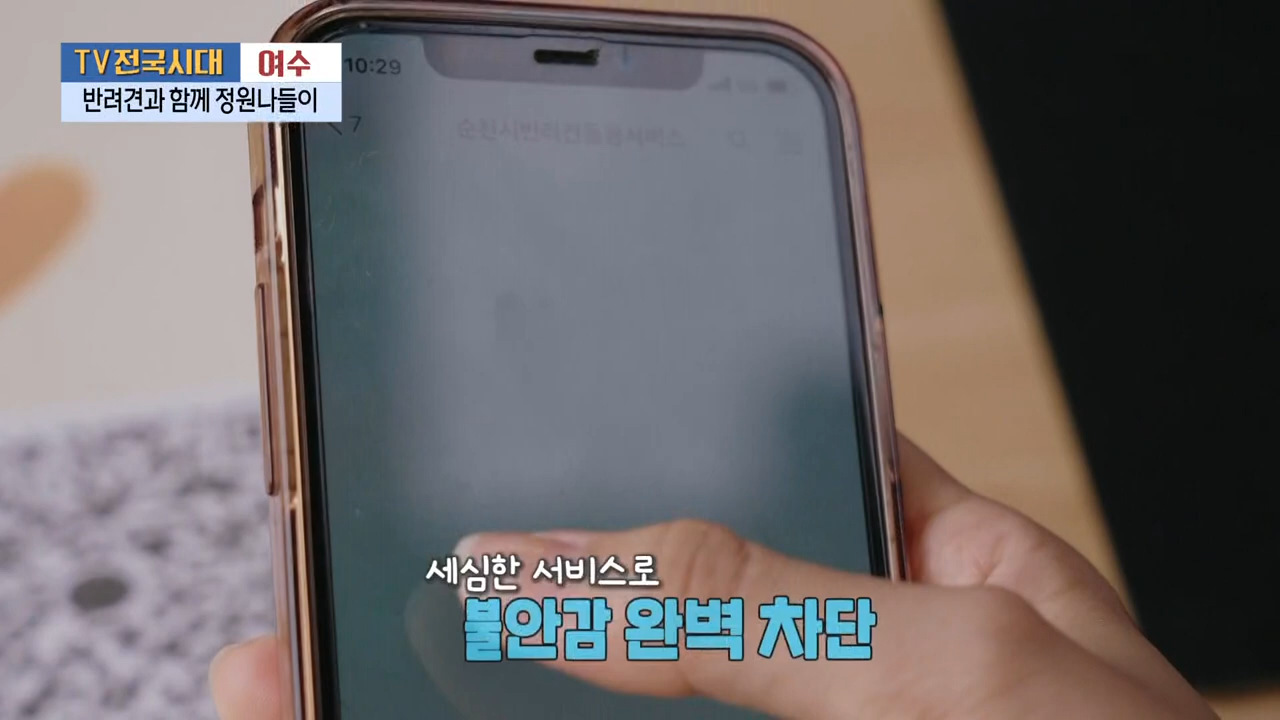 TV전국시대 여수
반려견과 함께 정원나들이
10:29
7
세심한 서비스로
불안감 완벽 차단